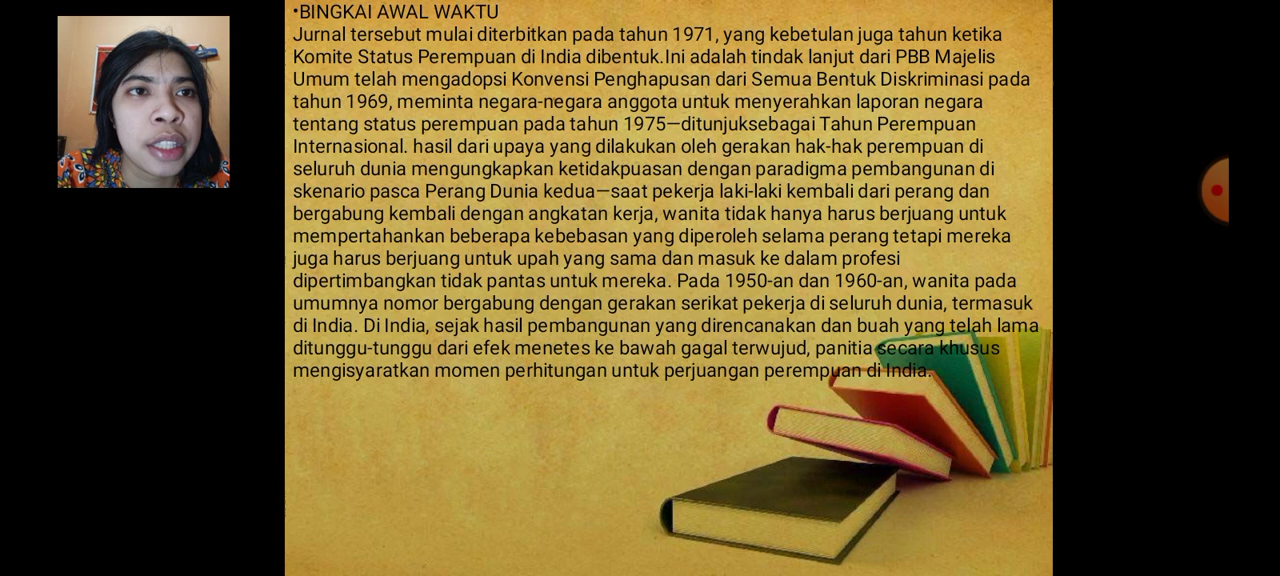 •BINGKAI AWAL WAKTU
Jurnal tersebut mulai diterbitkan pada tahun 1971, yang kebetulan juga tahun ketika
Komite Status Perempuan di India dibentuk.Ini adalah tindak lanjut dari PBB Majelis
Umum telah mengadopsi Konvensi Penghapusan dari Semua Bentuk Diskriminasi pada
tahun 1969, meminta negara-negara anggota untuk menyerahkan laporan negara
tentang status perempuan pada tahun 1975—ditunjuksebagai Tahun Perempuan
Internasional. hasil dari upaya yang dilakukan oleh gerakan hak-hak perempuan di
seluruh dunia mengungkapkan ketidakpuasan dengan paradigma pembangunan di
skenario pasca Perang Dunia kedua—saat pekerja laki-laki kembali dari perang dan
bergabung kembali dengan angkatan kerja, wanita tidak hanya harus berjuang untuk
mempertahankan beberapa kebebasan yang diperoleh selama perang tetapi mereka
juga harus berjuang untuk upah yang sama dan masuk ke dalam profesi
dipertimbangkan tidak pantas untuk mereka. Pada 1950-an dan 1960-an, wanita pada
umumnya nomor bergabung dengan gerakan serikat pekerja di seluruh dunia, termasuk
di India. Di India, sejak hasil pembangunan yang direncanakan dan buah yang telah lama
ditunggu-tunggu dari efek menetes ke bawah gagal terwujud, panitia secara khusus
mengisyaratkan momen perhitungan untuk perjuangan perempuan di India.